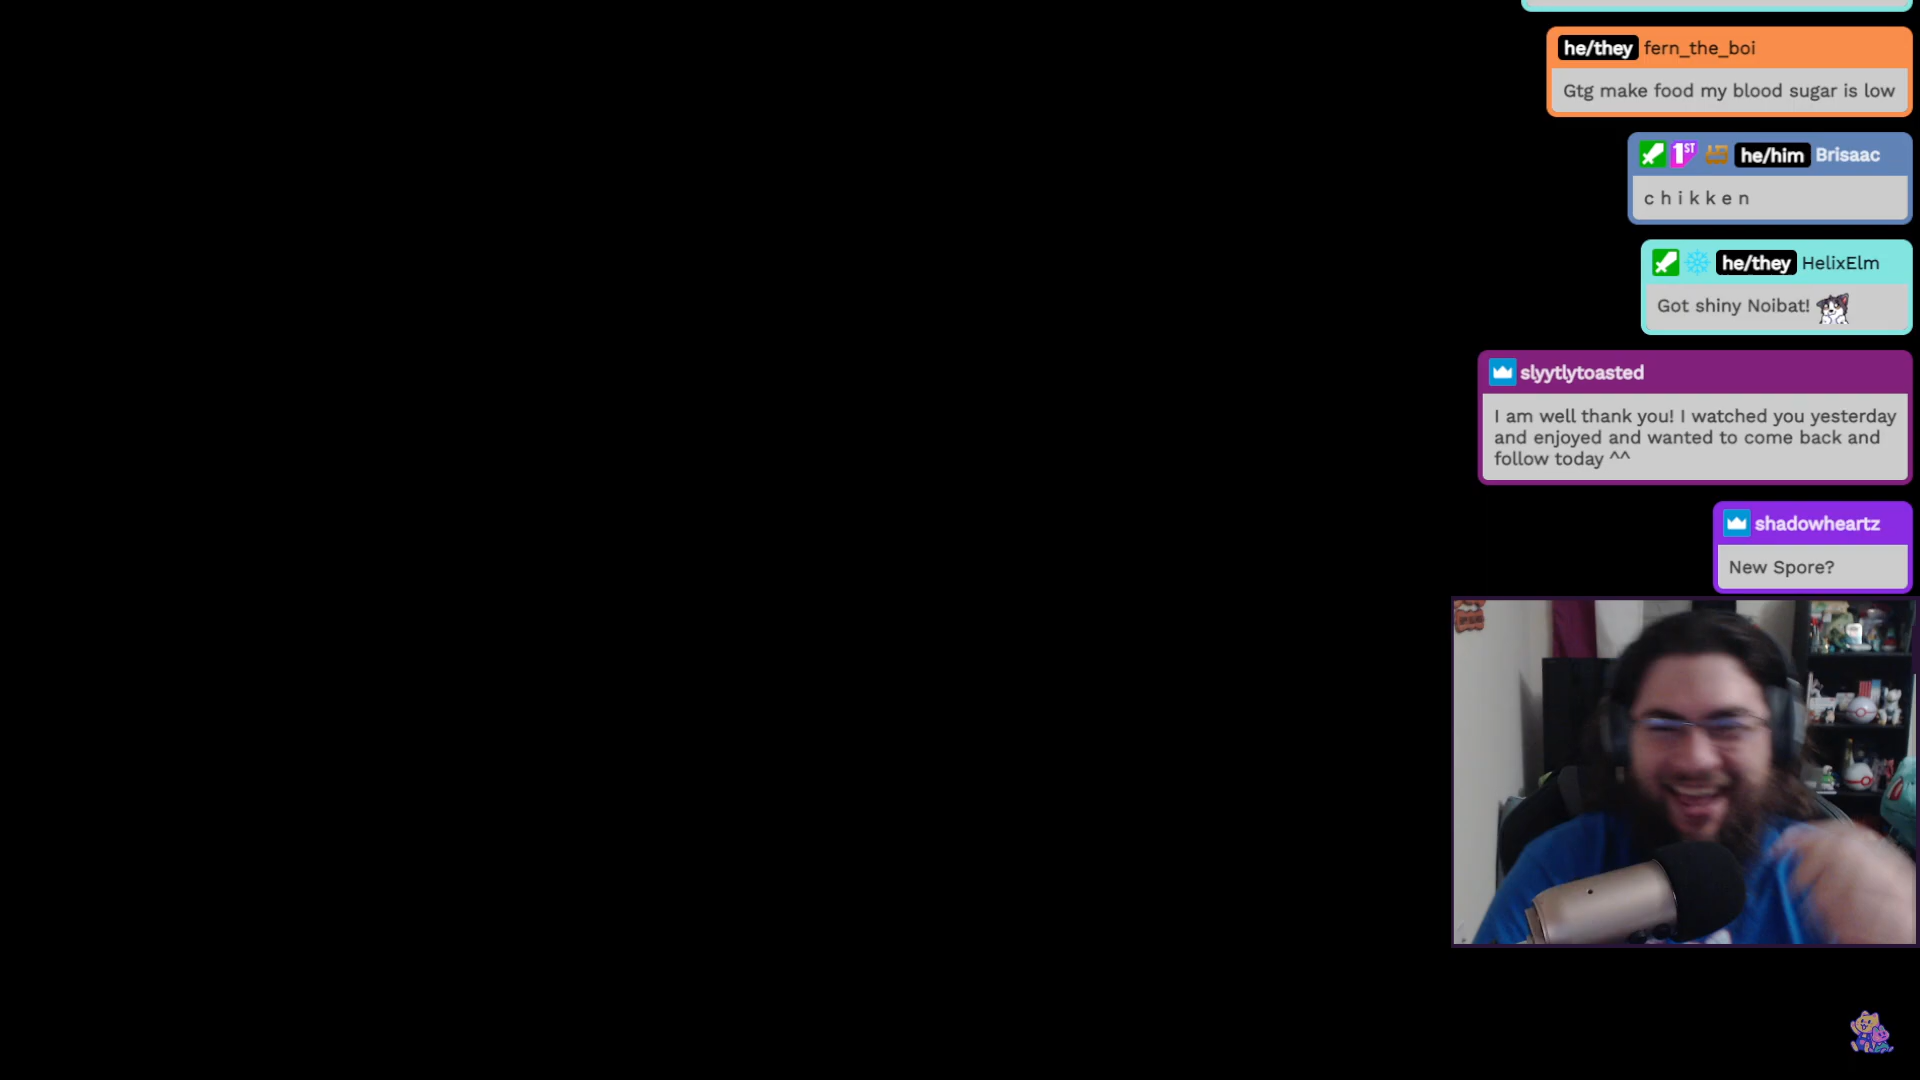 he/they fern_the_boi
Gtg make food my blood sugar is low
1ST he/him Brisaac
c h i k k e n
he/they HelixElm
Got shiny Noibat!
slyytlytoasted
I am well thank you! I watched you yesterday
and enjoyed and wanted to come back and
follow today ^^
shadowheartz
New Spore?